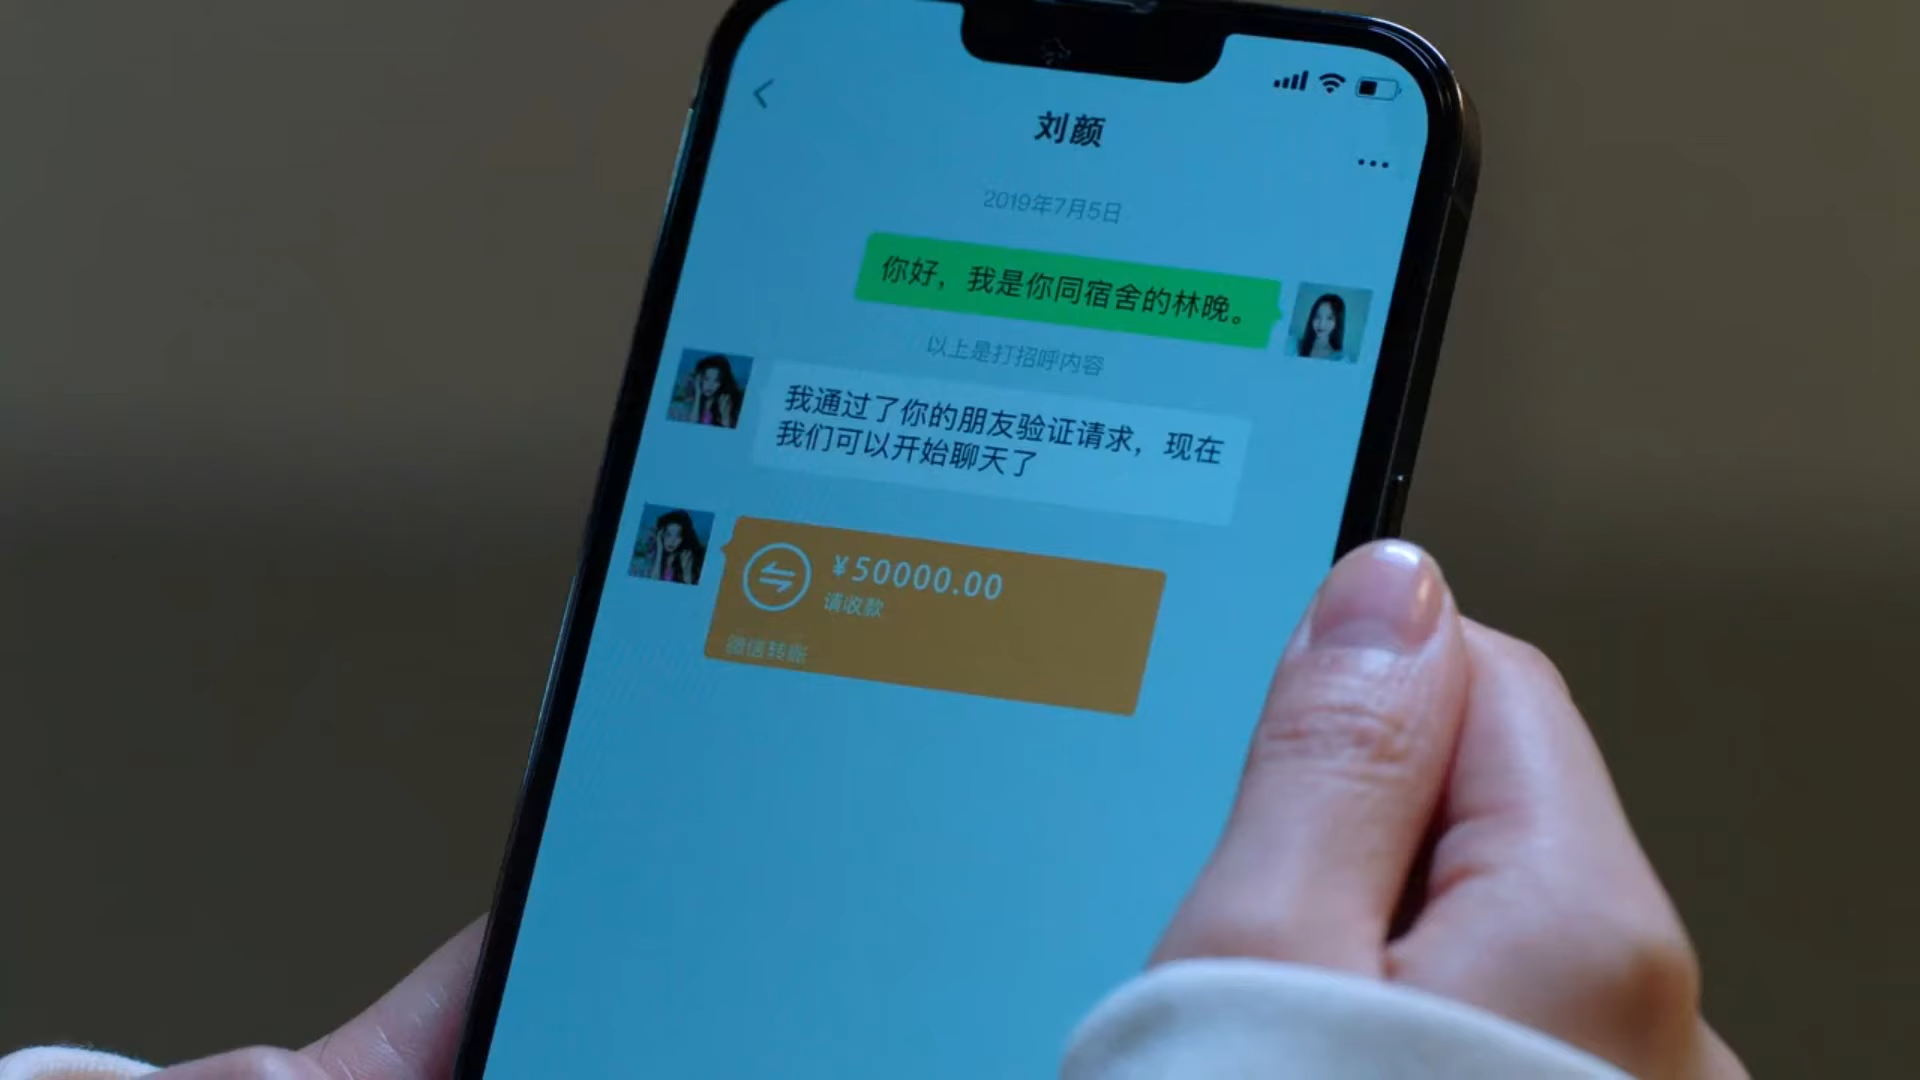 刘颜
2019年7月5日
你好，我是你同宿舍的林晚。
以上是打招呼内容
我通过了你的朋友验证请求，现在
我们可以开始聊天了
¥50000.00
请收款
微信转账